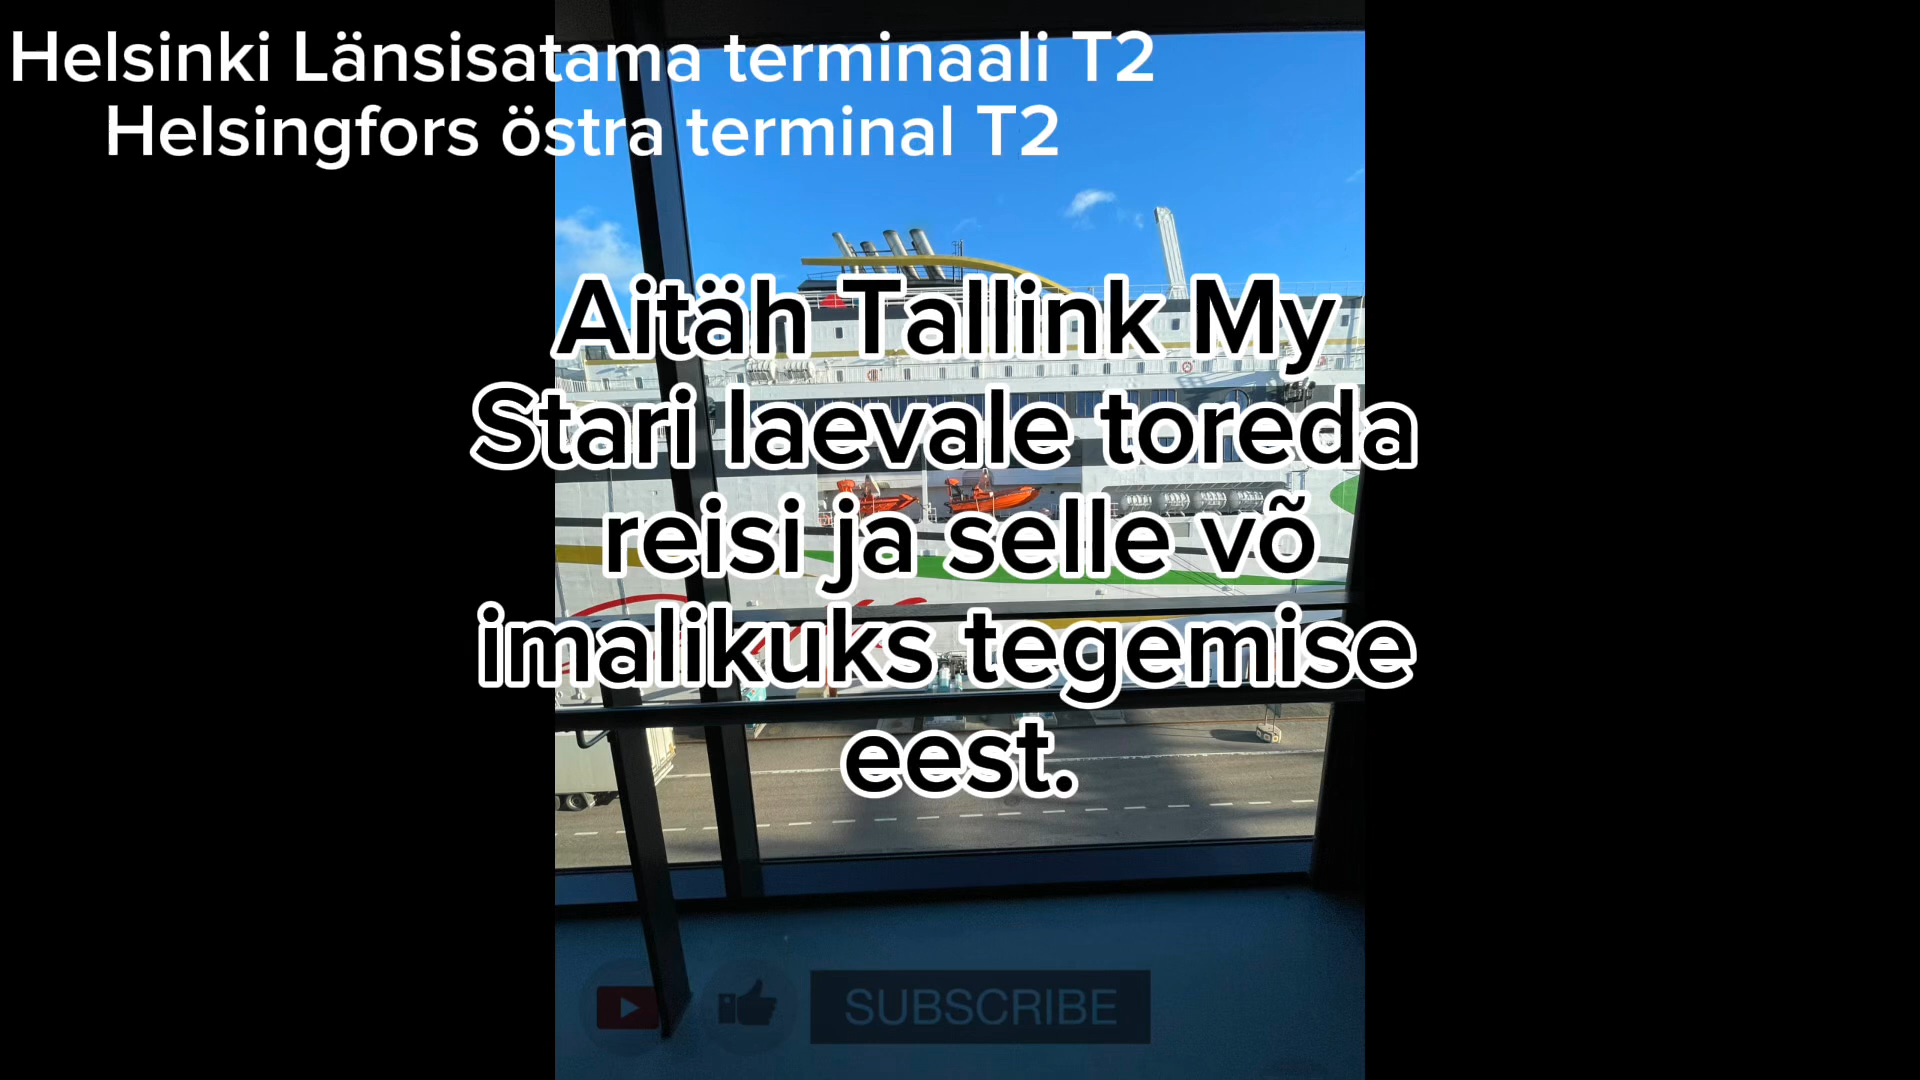 Helsinki Länsisatama terminaali T2
Helsingfors östra terminal T2
Aitäh Tallink My
Stari laevale toreda
reisi ja selle võ
imalikuks tegemise
eest.
SUBSCRIBE